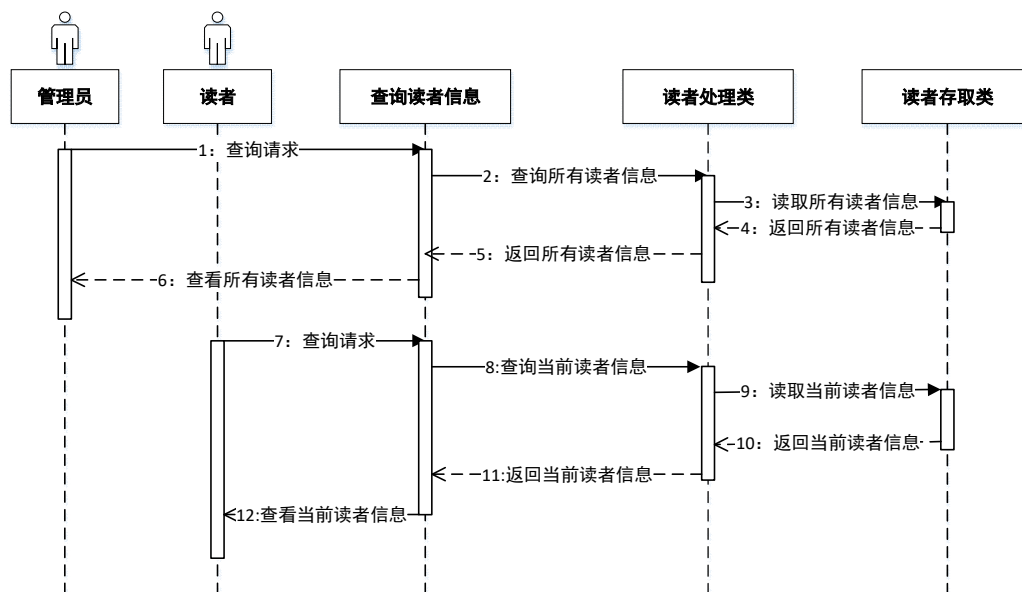 管理员
读者
查询读者信息
读者处理类
读者存取类
1：查询请求
2：查询所有读者信息
3：读取所有读者信息
4：返回所有读者信息
5：返回所有读者信息
6：查看所有读者信息
7：查询请求
8:查询当前读者信息
9：读取当前读者信息
10：返回当前读者信息
11:返回当前读者信息
12:查看当前读者信息